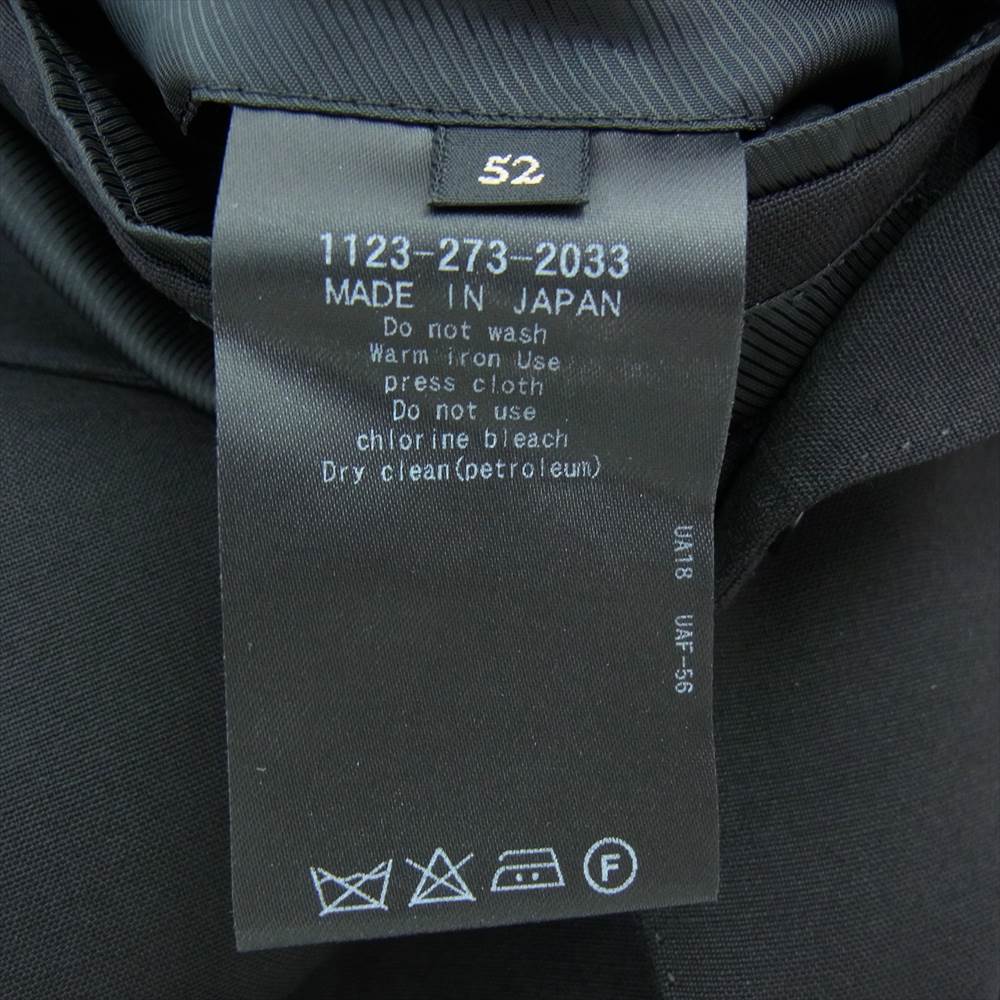 52
1123-273-2033
MADE IN JAPAN
Do not wash
Warm iron Use
press cloth
Do not use
chlorine bleach
Dry clean(petroleum)
UA18 UAF-56
F